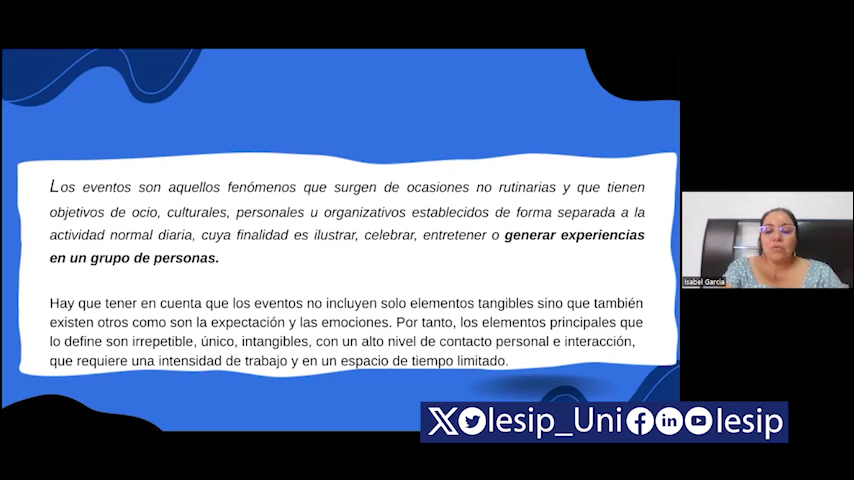 Los eventos son aquellos fenómenos que surgen de ocasiones no rutinarias y que tienen
objetivos de ocio, culturales, personales u organizativos establecidos de forma separada a la
actividad normal diaria, cuya finalidad es ilustrar, celebrar, entretener o generar experiencias
en un grupo de personas.
Hay que tener en cuenta que los eventos no incluyen solo elementos tangibles sino que también
existen otros como son la expectación y las emociones. Por tanto, los elementos principales que
lo define son irrepetible, único, intangibles, con un alto nivel de contacto personal e interacción,
que requiere una intensidad de trabajo y en un espacio de tiempo limitado.
Isabel Garcia
Iesip_Uni Iesip